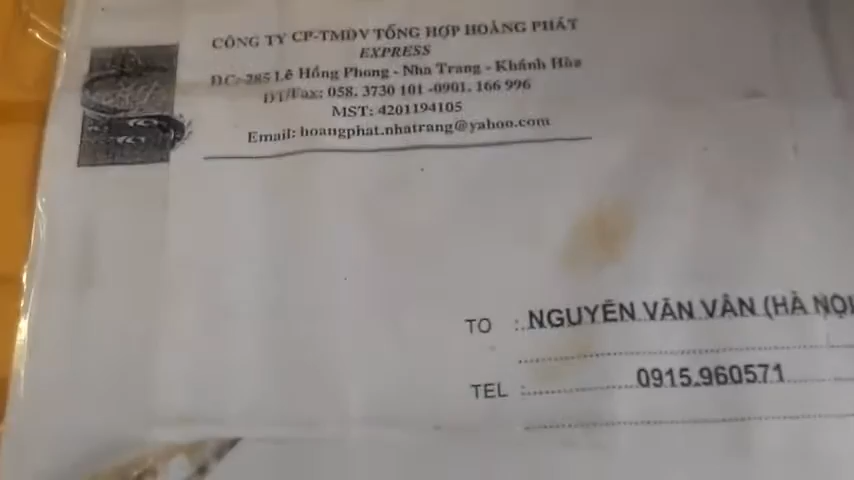 CÔNG TY CP-TMDV TỔNG HỢP HOÀNG PHÁT
EXPRESS
ĐC: 285 Lê Hồng Phong - Nha Trang - Khánh Hòa
ĐT/Fax: 058. 3730 101 -0901. 166 996
MST: 4201194105
Email: hoangphat.nhatrang@yahoo.com
TO : NGUYỄN VĂN VÂN (HÀ NỘI
TEL : 0915.960571